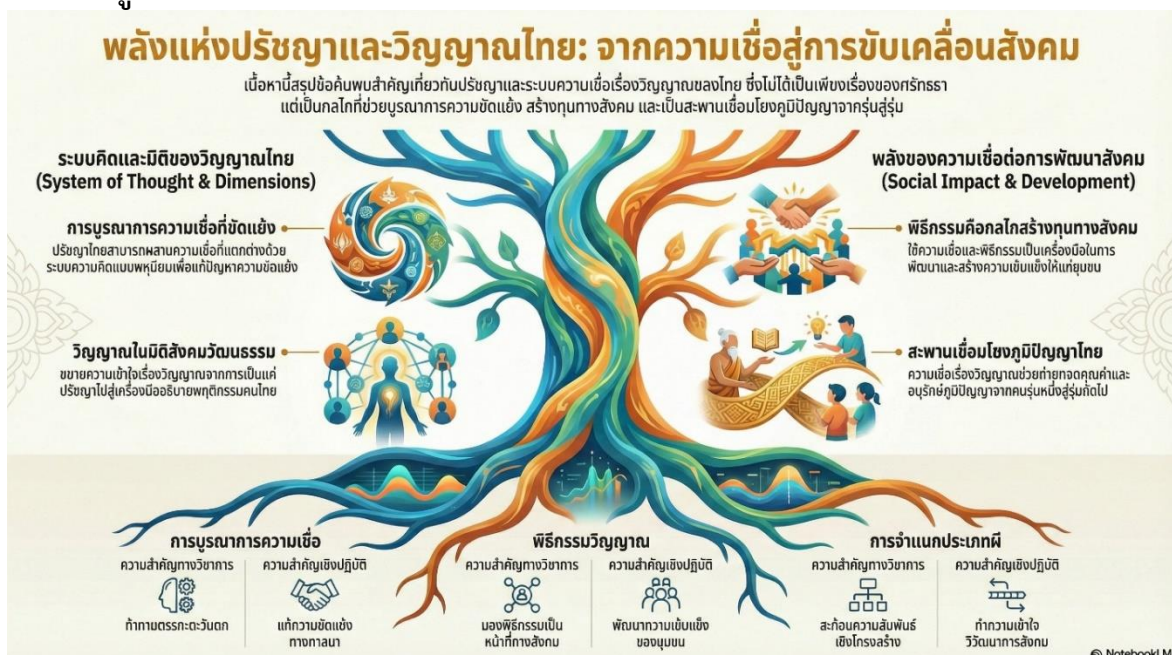 พลังแห่งปรัชญาและวิญญาณไทย: จากความเชื่อสู่การขับเคลื่อนสังคม
เนื้อหานี้สรุปข้อค้นพบสำคัญเกี่ยวกับปรัชญาและระบบความเชื่อเรื่องวิญญาณขลงไทย ซึ่งไม่ได้เป็นเพียงเรื่องของศรัทธรา
แต่เป็นกลไกที่ช่วยบูรณาการความขัดแย้ง สร้างทุนทางสังคม และเป็นสะพานเชื่อมโยงภูมิปัญญาจากรุ่นสู่รุ่ม
ระบบคิดและมิติของวิญญาณไทย
(System of Thought & Dimensions)
การบูรณาการความเชื่อที่ขัดแย้ง
ปรัชญาไทยสามารถผสานความเชื่อที่แตกต่างด้วย
ระบบความคิดแบบพหุนิยมเพื่อแก้ปัญหาความข้อแย้ง
วิญญาณในมิติสังคมวัฒนธรรม
ขยายความเข้าใจเรื่องวิญญาณจากการเป็นแค่
ปรัชญาไปสู่เครื่องมืออธิบายพฤติกรรมคนไทย
พลังของความเชื่อต่อการพัฒนาสังคม
(Social Impact & Development)
พิธีกรรมคือกลไกสร้างทุนทางสังคม
ใช้ความเชื่อและพิธีกรรมเป็นเครื่องมือในการ
พัฒนาและสร้างความเข้มแข็งให้แก่ยุมชน
สะพานเชื่อมโชงภูมิปัญญาไทย
ความเชื่อเรื่องวิญญาณช่วยถ่ายทจดคุณค่าและ
อบุรักษ์ภูมิปัญญาจากคนรุ่นหนึ่งสู่รุ่มถัดไป
การบูรณาการความเชื่อ
ความสำคัญทางวิชาการ
ท้าทายตรรกะตะวันตก
ความสำคัญเชิงปฏิบัติ
แก้ความขัดแช้ง
ทางกาลนา
พิธีกรรมวิญญาณ
ความสำคัญทางวิชาการ
มองพิธีกรรมเป็น
หน้าที่กางสังคม
ความสำคัญเชิงปฏิบัติ
พัฒนาทวามเข้บแข็ง
ของขุมชน
การจำแนกประเภทผี
ความสำคัญทางวิชาการ
สะก้อนความสัมพันธ์
เชิงโกรงสร้าง
ความสำคัญเชิงปฏิบัติ
ทำกวามเข้าใจ
วิวัฒนาการสังคม
NotebookLM